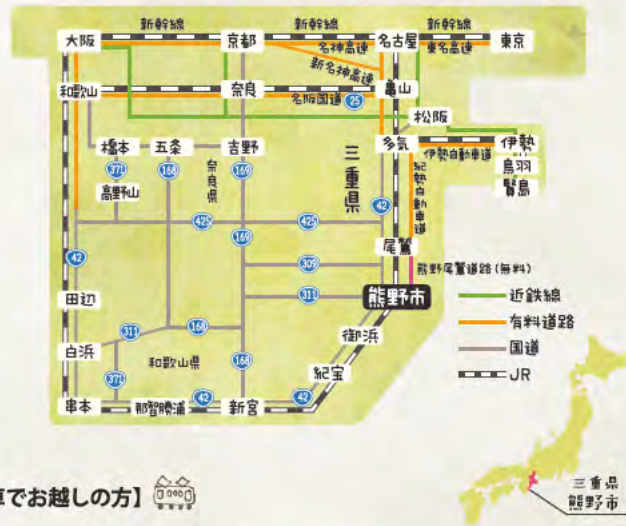 新幹線 新幹線 新幹線
大阪 京都 名古屋 東京
名神高速 東名高速
新名神高速
和歌山 奈良 亀山
名阪国道 25
松阪
橋本 五条 吉野 多気 伊勢
伊勢自動車道
371 168 奈良県 169 三重県 紀勢自動車道 鳥羽
高野山 賢島
425 425 42
169 尾鷲
42 309 熊野尾鷲道路(無料)
田辺 311 熊野市
近鉄線
311 168 御浜 有料道路
白浜 国道
和歌山県 168 紀宝 JR
371
42 42
串本 那智勝浦 新宮
車でお越しの方】
三重県
熊野市